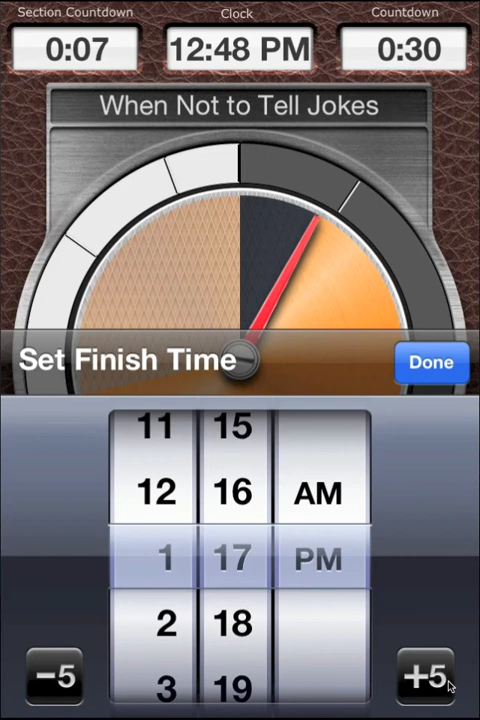 Section Countdown Clock Countdown
0:07 12:48 PM 0:30
When Not to Tell Jokes
Set Finish Time Done
11 15
12 16 AM
1 17 PM
2 18
3 19
-5 +5